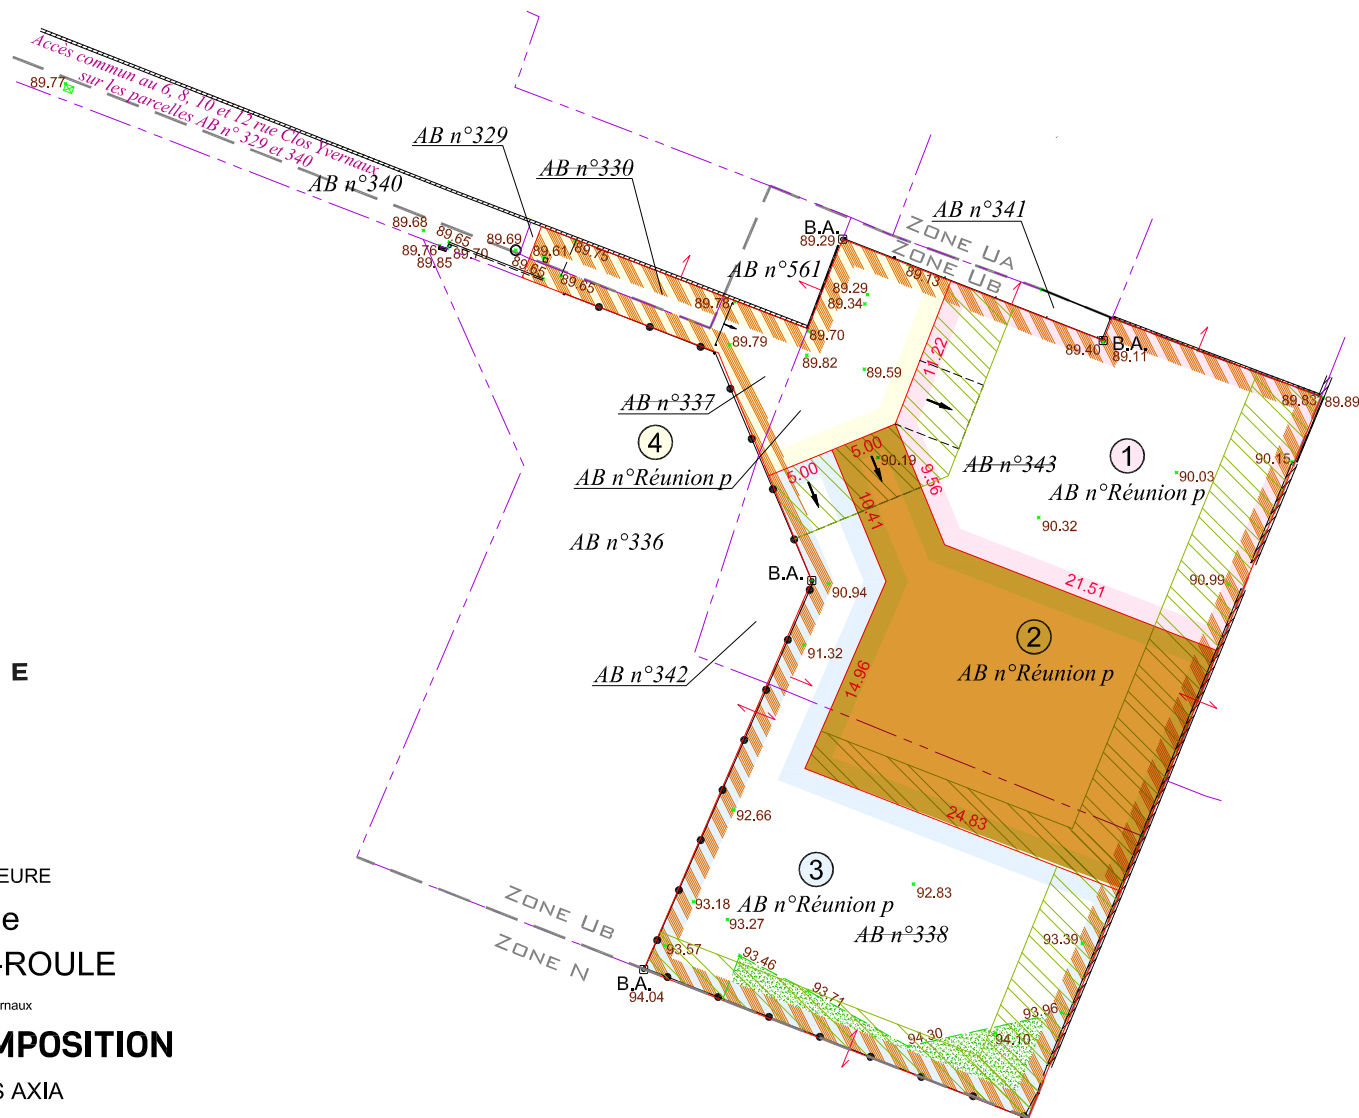 Accès commun au 6, 8, 10 et 12 rue Clos Yvernaux
sur les parcelles AB n° 329 et 340
89.77
AB n°340
AB n°329
AB n°330
89.68
89.65
89.76
89.70
89.85
89.69
89.61
89.75
89.65
89.65
89.78
89.79
AB n°561
B.A.
89.29
ZONE UA
ZONE UB
AB n°341
89.73
89.29
89.34
89.70
89.82
89.59
11.22
89.40
B.A.
89.11
89.83
89.89
AB n°337
4
AB n°Réunion p
5.00
5.00
90.19
9.56
10.41
AB n°343
1
AB n°Réunion p
90.15
90.03
90.32
AB n°336
B.A.
90.94
21.51
90.99
91.32
AB n°342
2
AB n°Réunion p
14.96
E
92.66
24.83
3
AB n°Réunion p
92.83
AB n°338
ZONE UB
ZONE N
93.18
93.27
93.57
93.46
93.39
B.A.
94.04
93.71
94.30
93.96
94.10
EURE
e
-ROULE
rnaux
MPOSITION
S AXIA